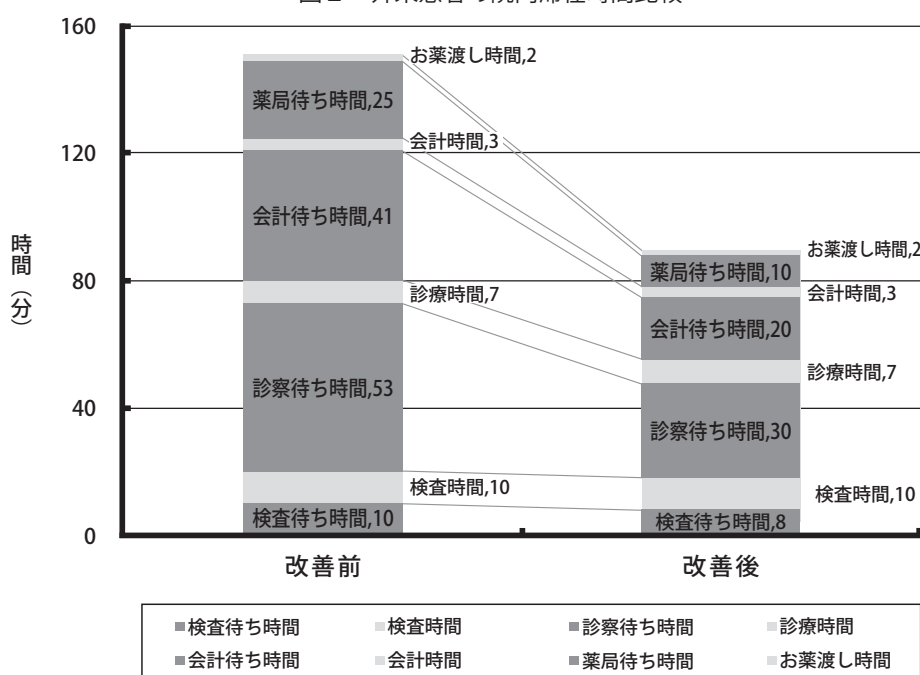 160
お薬渡し時間,2
薬局待ち時間,25
会計時間,3
120
会計待ち時間,41
時間（分）
お薬渡し時間,2
薬局待ち時間,10
80
診療時間,7
会計時間,3
会計待ち時間,20
診療時間,7
診察待ち時間,53
40
診察待ち時間,30
検査時間,10
検査時間,10
検査待ち時間,10
検査待ち時間,8
0
改善前 改善後
検査待ち時間 検査時間 診察待ち時間 診療時間
会計待ち時間 会計時間 薬局待ち時間 お薬渡し時間